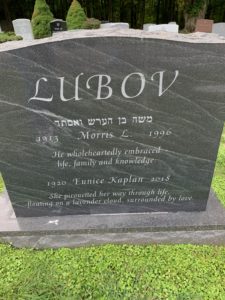 LUBOV
משה בן הערש ואסתר
1913 Morris L. 1996
He wholeheartedly embraced
life, family and knowledge
1920 Eunice Kaplan 2018
She pirouetted her way through life,
floating on a lavender cloud, surrounded by love.